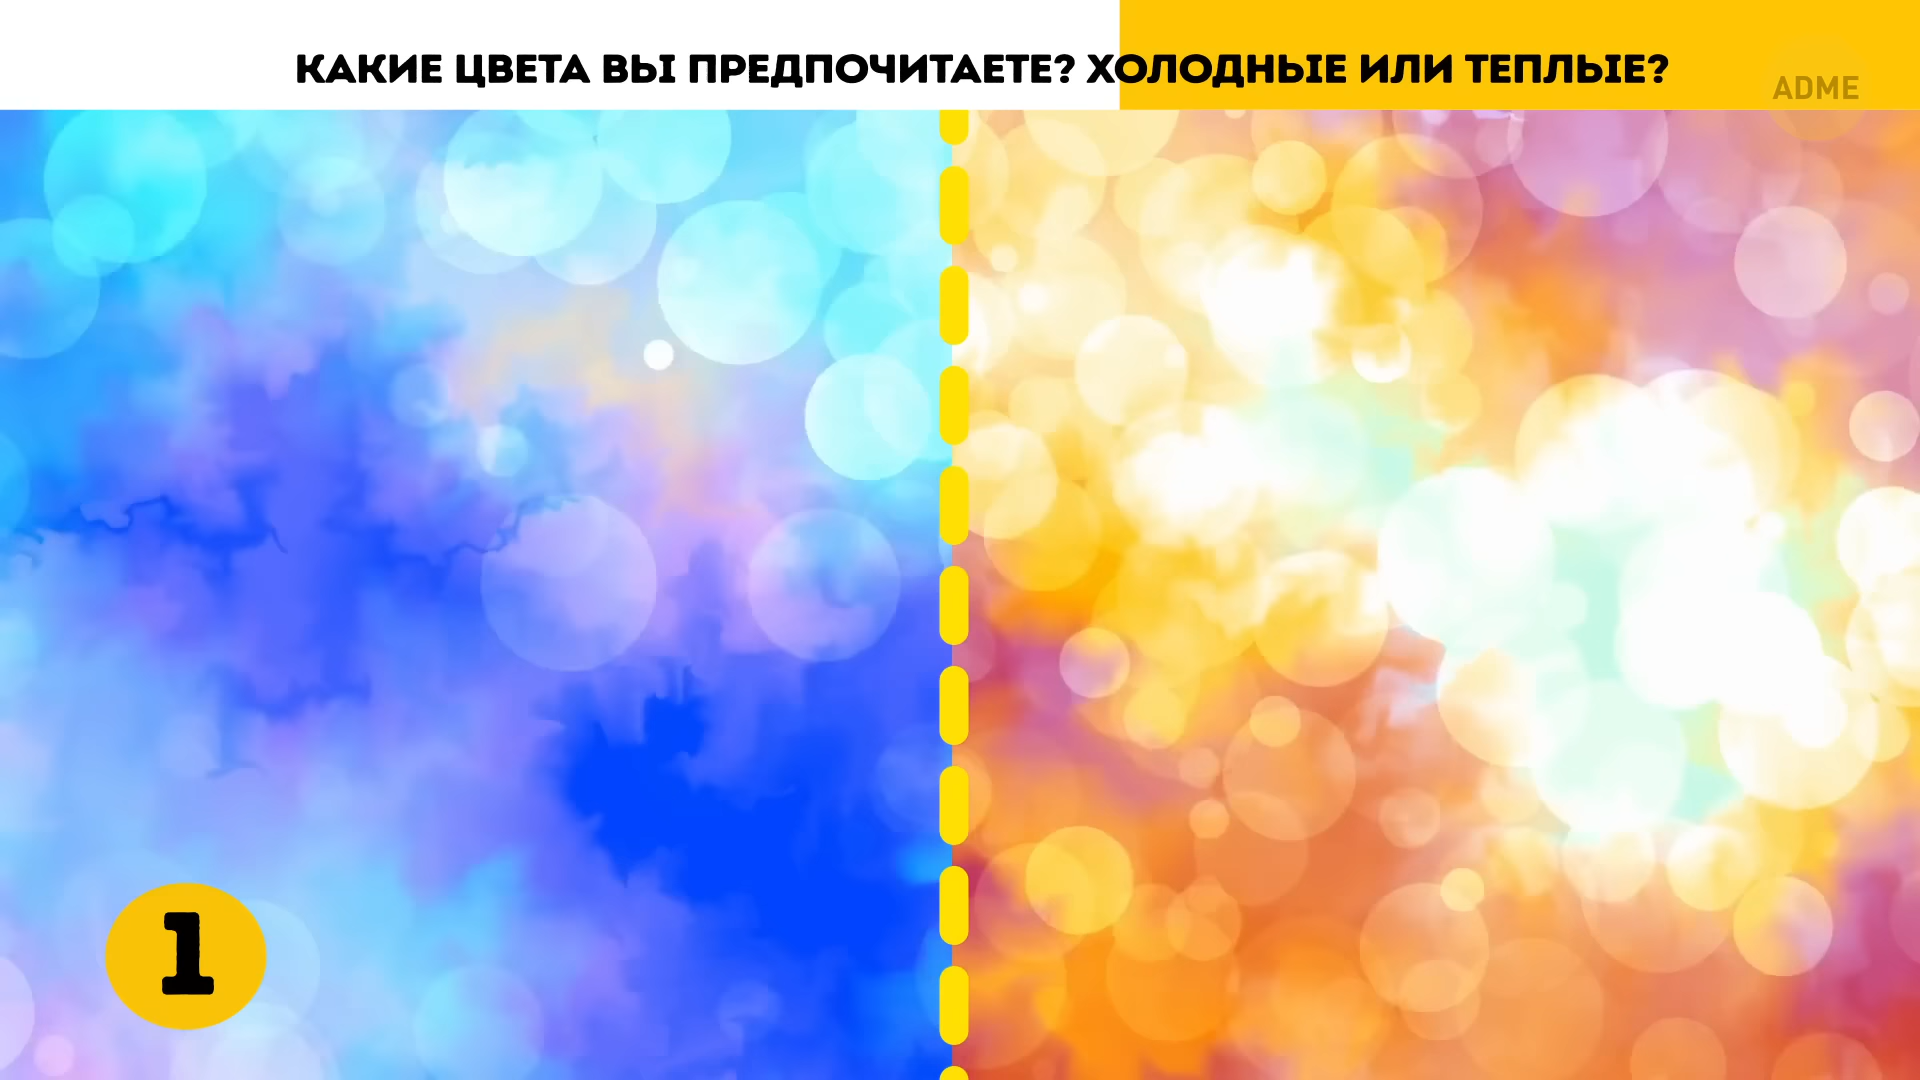 КАКИЕ ЦВЕТА ВЫ ПРЕДПОЧИТАЕТЕ? ХОЛОДНЫЕ ИЛИ ТЕПЛЫЕ?
ADME
1